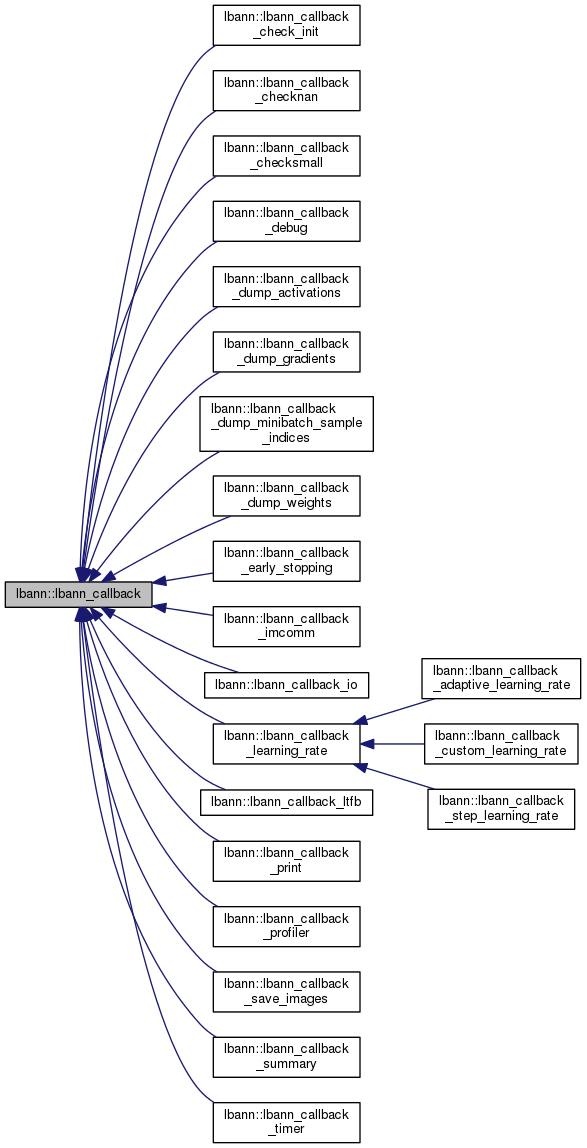 lbann::lbann_callback
_check_init
lbann::lbann_callback
_checknan
lbann::lbann_callback
_checksmall
lbann::lbann_callback
_debug
lbann::lbann_callback
_dump_activations
lbann::lbann_callback
_dump_gradients
lbann::lbann_callback
_dump_minibatch_sample
_indices
lbann::lbann_callback
_dump_weights
lbann::lbann_callback
_early_stopping
lbann::lbann_callback
lbann::lbann_callback
_imcomm
lbann::lbann_callback_io
lbann::lbann_callback
_adaptive_learning_rate
lbann::lbann_callback
_learning_rate
lbann::lbann_callback
_custom_learning_rate
lbann::lbann_callback_ltfb
lbann::lbann_callback
_step_learning_rate
lbann::lbann_callback
_print
lbann::lbann_callback
_profiler
lbann::lbann_callback
_save_images
lbann::lbann_callback
_summary
lbann::lbann_callback
_timer